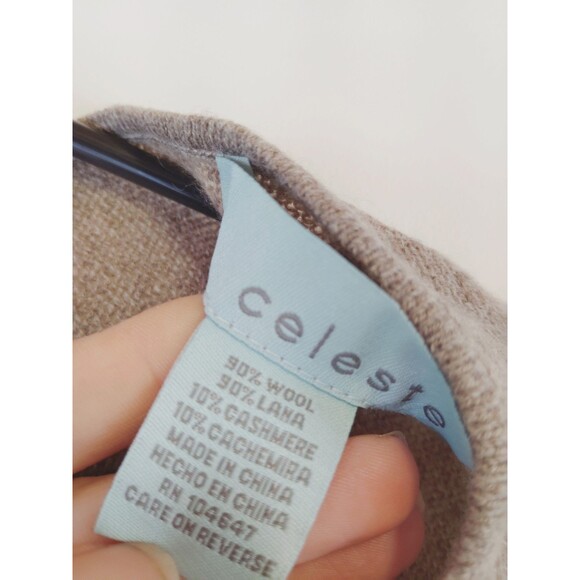 celeste
90% WOOL
90% LANA
10% CASHMERE
10% CACHEMIRA
MADE IN CHINA
HECHO EN CHINA
RN 104647
CARE ON REVERSE